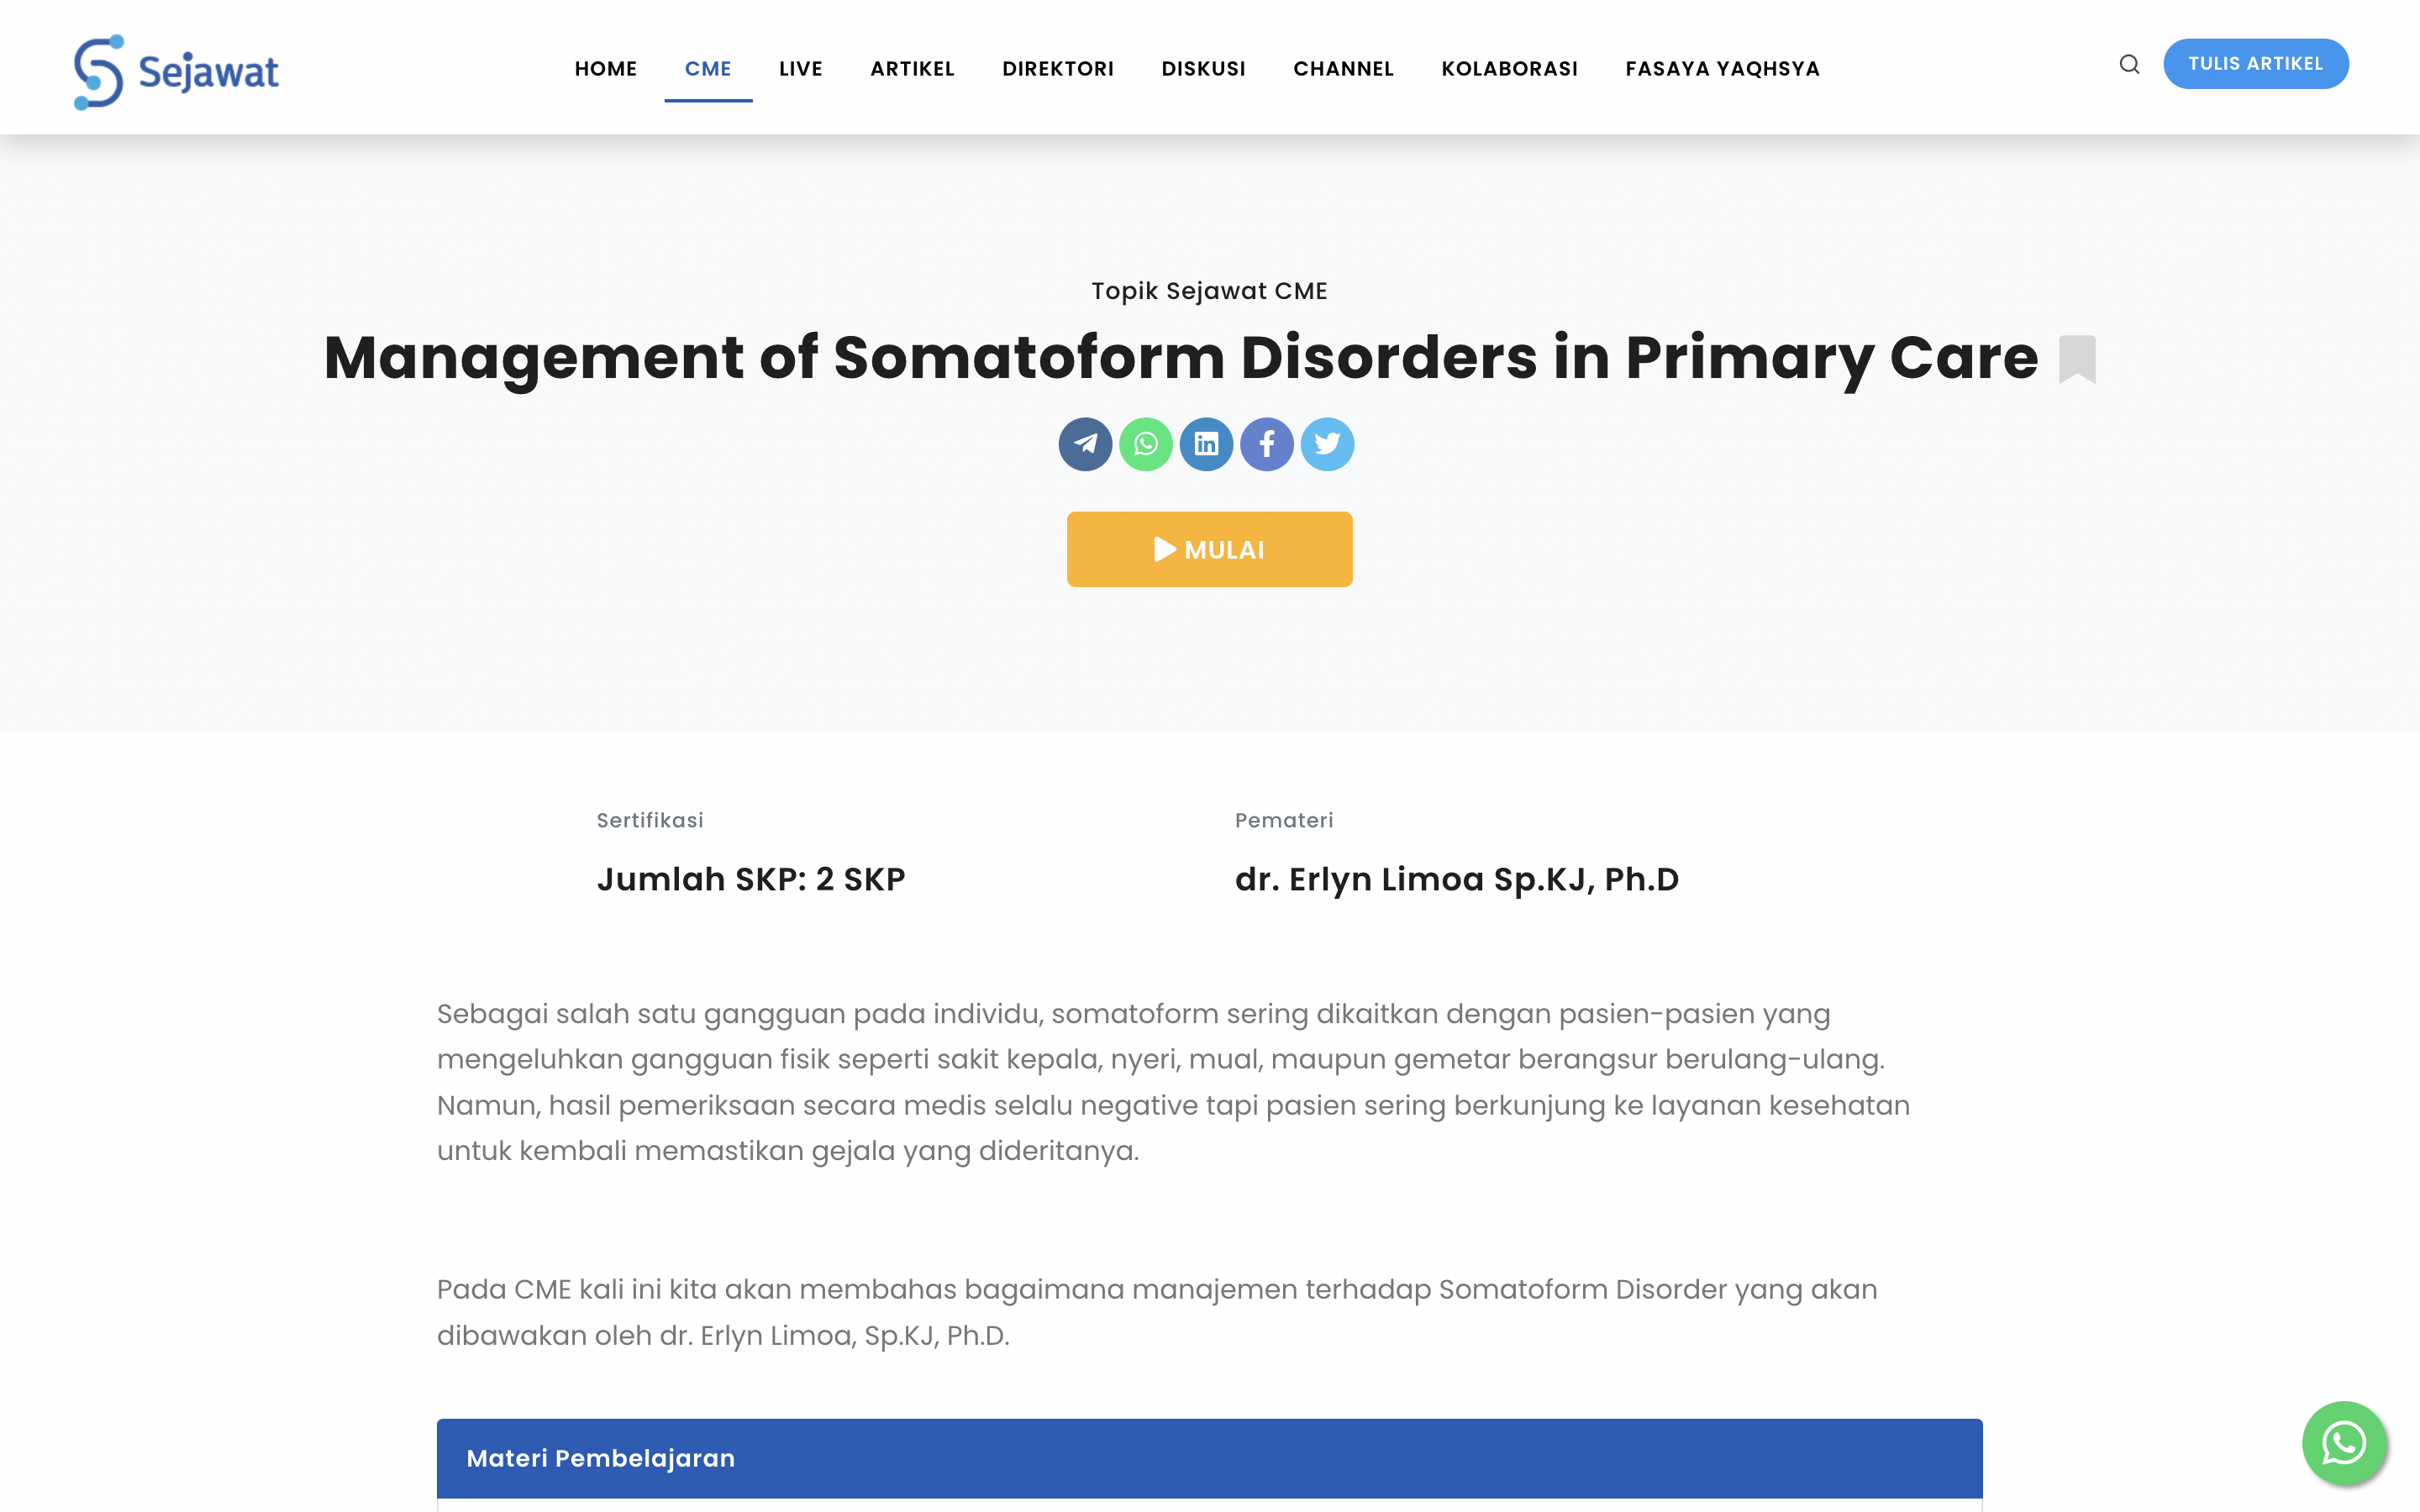 Sejawat
HOME CME LIVE ARTIKEL DIREKTORI DISKUSI CHANNEL KOLABORASI FASAYA YAQHSYA
TULIS ARTIKEL
Topik Sejawat CME
Management of Somatoform Disorders in Primary Care
MULAI
Sertifikasi
Jumlah SKP: 2 SKP
Pemateri
dr. Erlyn Limoa Sp.KJ, Ph.D
Sebagai salah satu gangguan pada individu, somatoform sering dikaitkan dengan pasien-pasien yang
mengeluhkan gangguan fisik seperti sakit kepala, nyeri, mual, maupun gemetar berangsur berulang-ulang.
Namun, hasil pemeriksaan secara medis selalu negative tapi pasien sering berkunjung ke layanan kesehatan
untuk kembali memastikan gejala yang dideritanya.
Pada CME kali ini kita akan membahas bagaimana manajemen terhadap Somatoform Disorder yang akan
dibawakan oleh dr. Erlyn Limoa, Sp.KJ, Ph.D.
Materi Pembelajaran